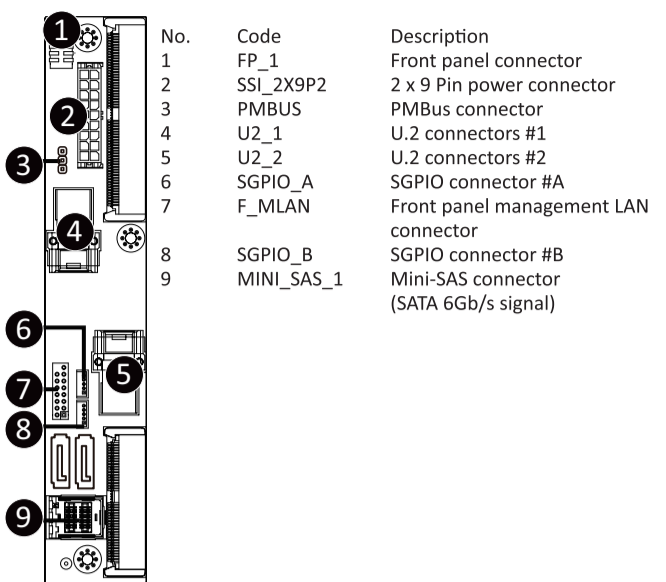 No. Code Description
1 FP_1 Front panel connector
2 SSI_2X9P2 2 x 9 Pin power connector
3 PMBUS PMBus connector
4 U2_1 U.2 connectors #1
5 U2_2 U.2 connectors #2
6 SGPIO_A SGPIO connector #A
7 F_MLAN Front panel management LAN
connector
8 SGPIO_B SGPIO connector #B
9 MINI_SAS_1 Mini-SAS connector
(SATA 6Gb/s signal)
1
2
3
4
6
5
7
8
9